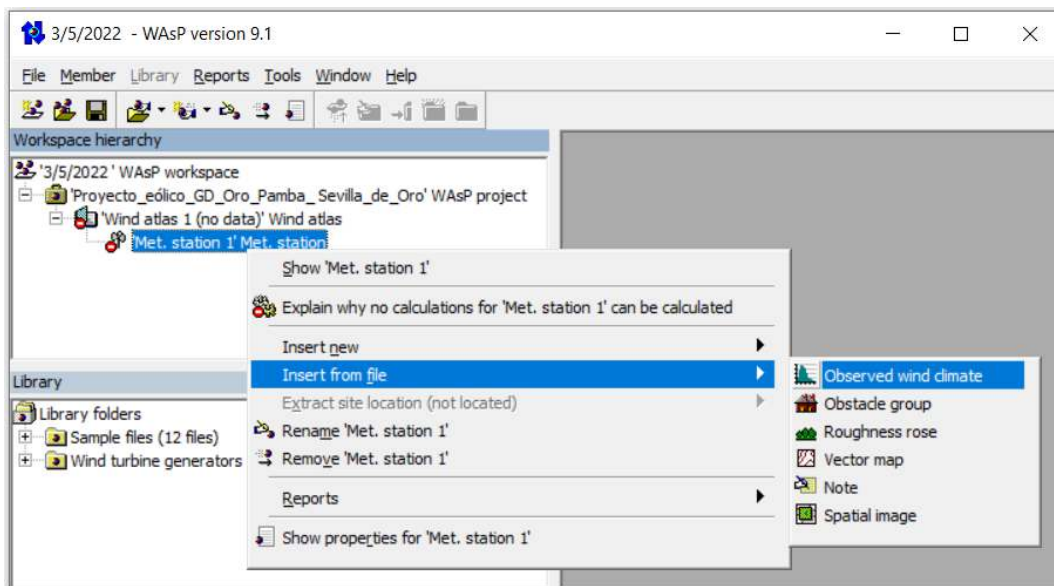 3/5/2022 - WAsP version 9.1
File Member Library Reports Tools Window Help
Workspace hierarchy
'3/5/2022 ' WAsP workspace
'Proyecto_eólico_GD_Oro_Pamba_ Sevilla_de_Oro' WAsP project
'Wind atlas 1 (no data)' Wind atlas
'Met. station 1' Met. station
Show 'Met. station 1'
Explain why no calculations for 'Met. station 1' can be calculated
Insert new
Insert from file
Extract site location (not located)
Rename 'Met. station 1'
Remove 'Met. station 1'
Reports
Show properties for 'Met. station 1'
Observed wind climate
Obstacle group
Roughness rose
Vector map
Note
Spatial image
Library
Library folders
Sample files (12 files)
Wind turbine generators